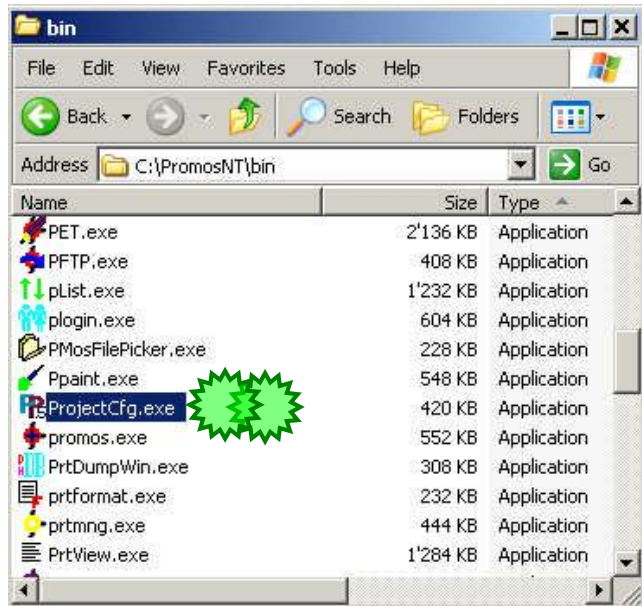 bin
File Edit View Favorites Tools Help
Back Search Folders
Address C:\PromosNT\bin Go
Name Size Type
PET.exe 2'136 KB Application
PFTP.exe 408 KB Application
pList.exe 1'232 KB Application
plogin.exe 604 KB Application
PMosFilePicker.exe 228 KB Application
Ppaint.exe 548 KB Application
ProjectCfg.exe 420 KB Application
promos.exe 552 KB Application
PrtDumpWin.exe 308 KB Application
prtformat.exe 232 KB Application
prtmng.exe 444 KB Application
PrtView.exe 1'284 KB Application